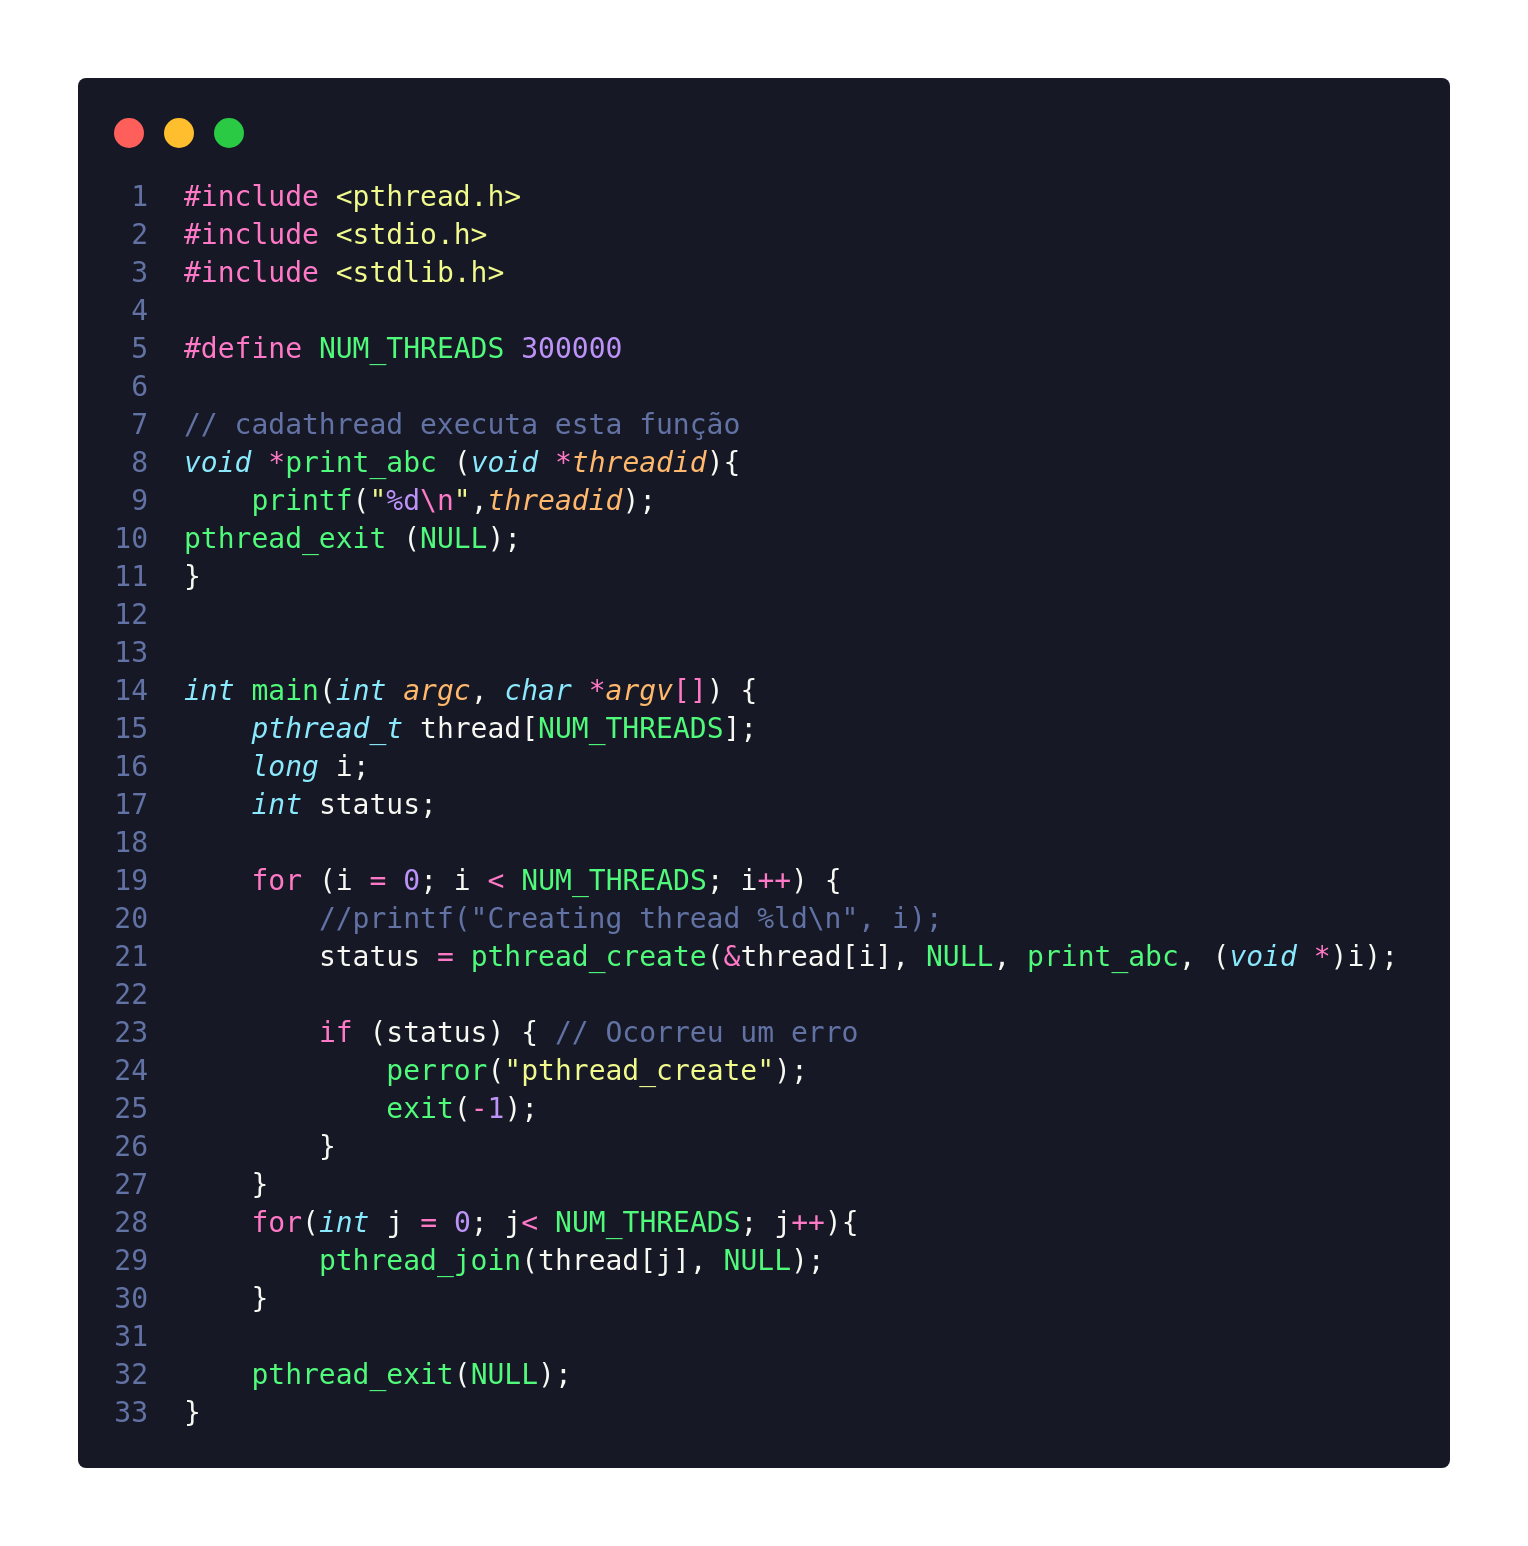 1 #include <pthread.h>
2 #include <stdio.h>
3 #include <stdlib.h>
4
5 #define NUM_THREADS 300000
6
7 // cadathread executa esta função
8 void *print_abc (void *threadid){
9     printf("%d\n",threadid);
10 pthread_exit (NULL);
11 }
12
13
14 int main(int argc, char *argv[]) {
15     pthread_t thread[NUM_THREADS];
16     long i;
17     int status;
18
19     for (i = 0; i < NUM_THREADS; i++) {
20         //printf("Creating thread %ld\n", i);
21         status = pthread_create(&thread[i], NULL, print_abc, (void *)i);
22
23         if (status) { // Ocorreu um erro
24             perror("pthread_create");
25             exit(-1);
26         }
27     }
28     for(int j = 0; j< NUM_THREADS; j++){
29         pthread_join(thread[j], NULL);
30     }
31
32     pthread_exit(NULL);
33 }